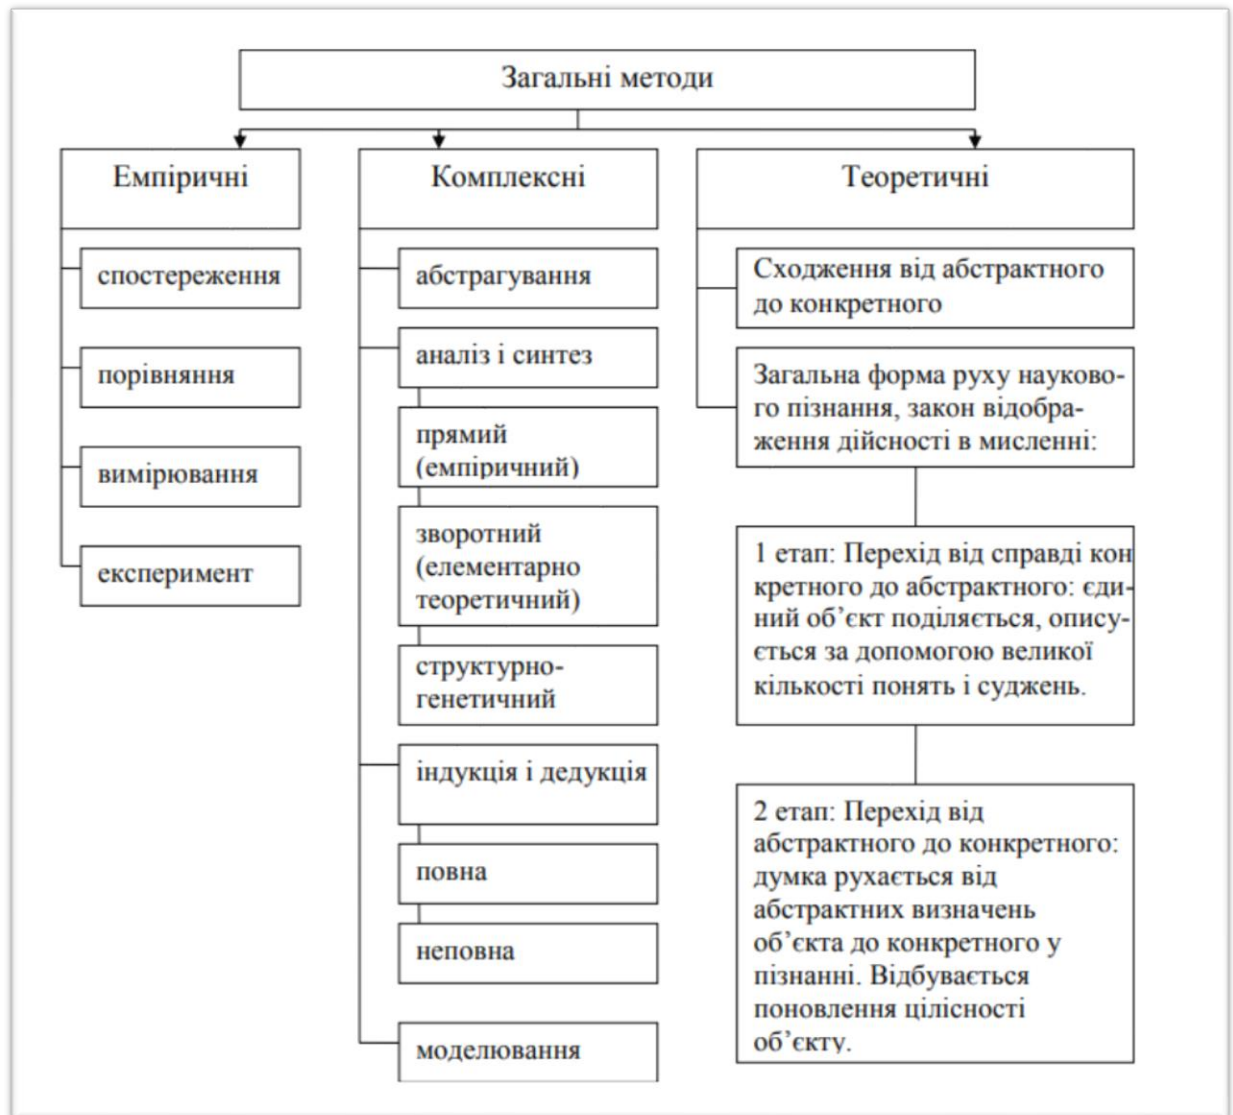 Загальні методи
Емпіричні
спостереження
порівняння
вимірювання
експеримент
Комплексні
абстрагування
аналіз і синтез
прямий
(емпіричний)
зворотний
(елементарно
теоретичний)
структурно-
генетичний
індукція і дедукція
повна
неповна
моделювання
Теоретичні
Сходження від абстрактного
до конкретного
Загальна форма руху науково-
го пізнання, закон відобра-
ження дійсності в мисленні:
1 етап: Перехід від справді кон
кретного до абстрактного: єди-
ний об’єкт поділяється, опису-
ється за допомогою великої
кількості понять і суджень.
2 етап: Перехід від
абстрактного до конкретного:
думка рухається від
абстрактних визначень
об’єкта до конкретного у
пізнанні. Відбувається
поновлення цілісності
об’єкту.